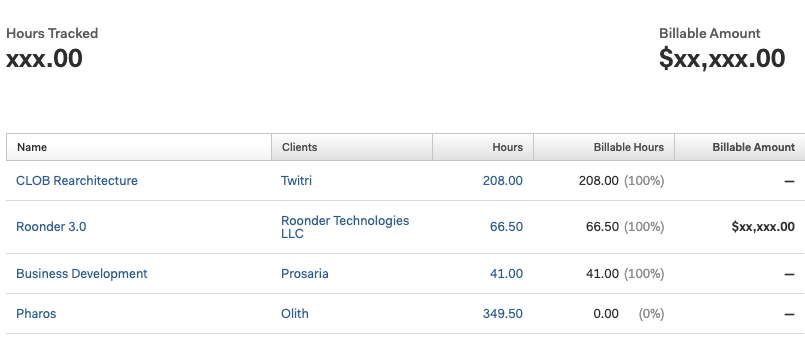 Hours Tracked
xxx.00
Billable Amount
$xx,xxx.00
Name Clients Hours Billable Hours Billable Amount
CLOB Rearchitecture Twitri 208.00 208.00 (100%) —
Roonder 3.0 Roonder Technologies LLC 66.50 66.50 (100%) $xx,xxx.00
Business Development Prosaria 41.00 41.00 (100%) —
Pharos Olith 349.50 0.00 (0%) —